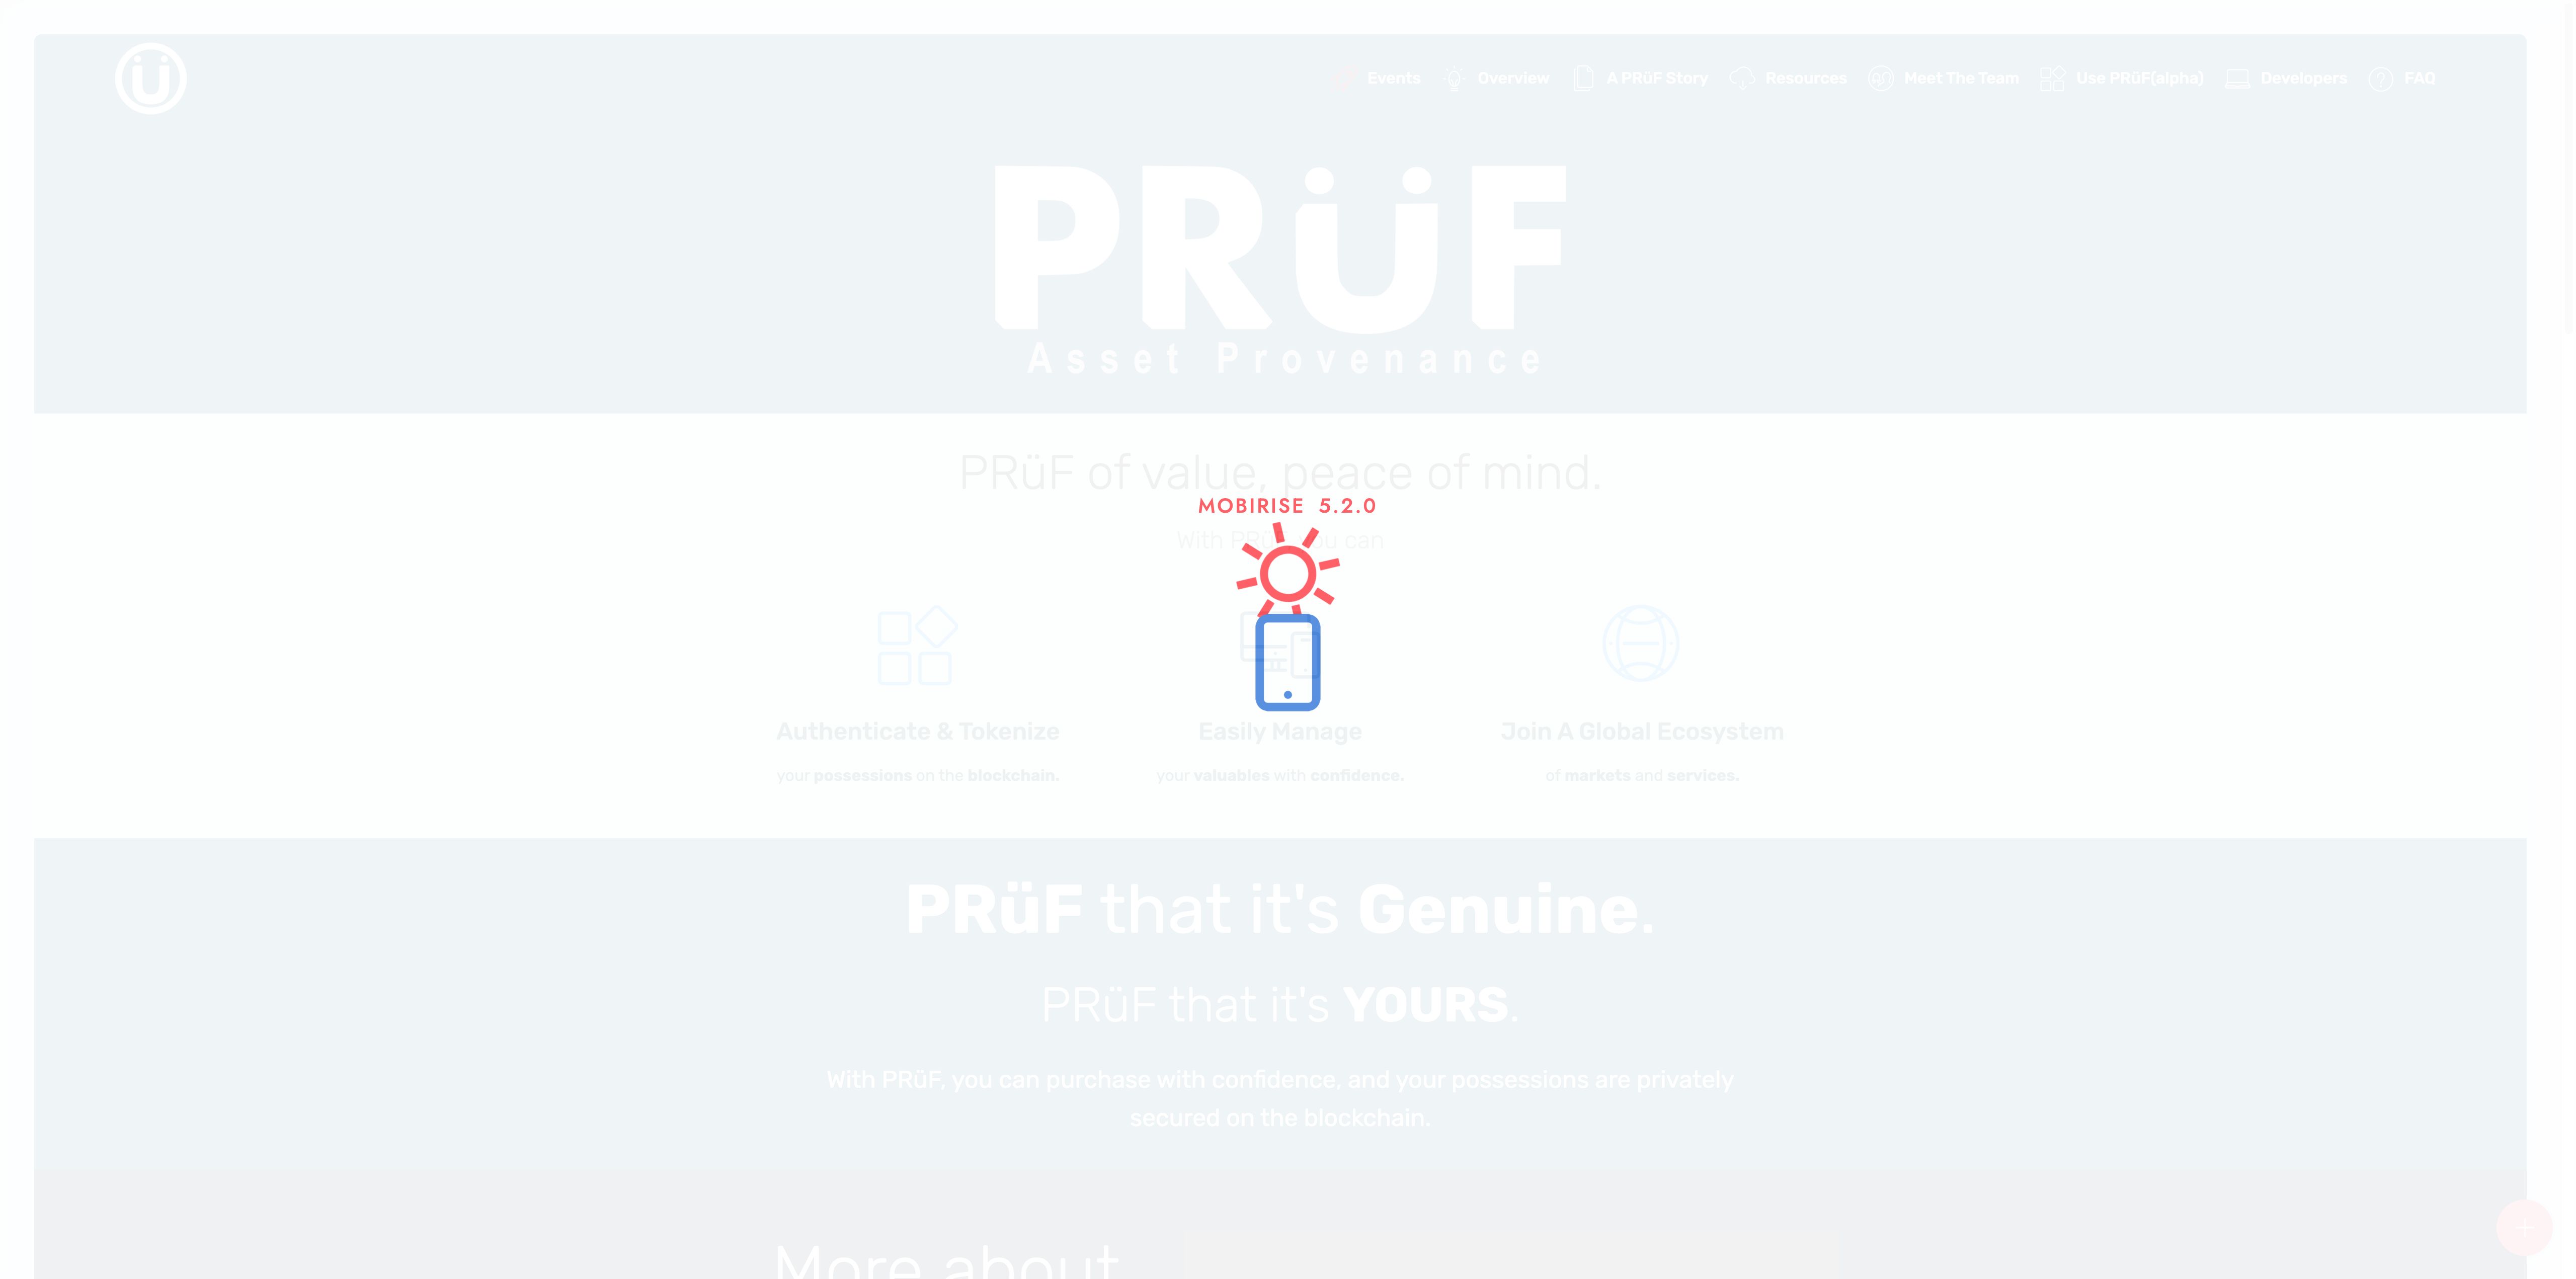 Ü
Events Overview A PRüF Story Resources Meet The Team Use PRüF(alpha) Developers FAQ
PRÜF
Asset Provenance
PRüF of value, peace of mind.
MOBIRISE 5.2.0
With PRüF, you can
Authenticate & Tokenize
your possessions on the blockchain.
Easily Manage
your valuables with confidence.
Join A Global Ecosystem
of markets and services.
PRüF that it's Genuine.
PRüF that it's YOURS.
With PRüF, you can purchase with confidence, and your possessions are privately
secured on the blockchain.
More about